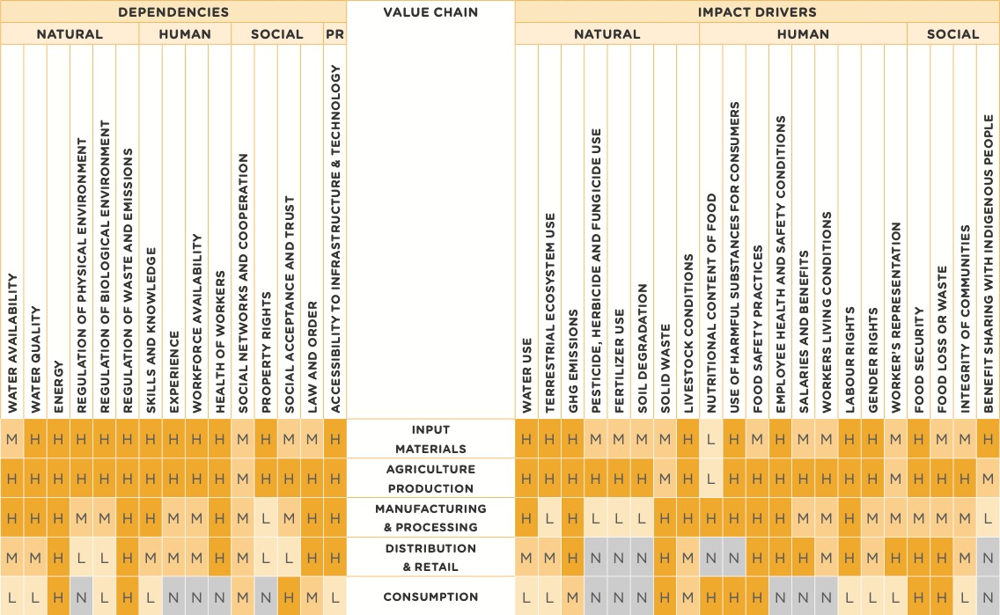 DEPENDENCIES VALUE CHAIN IMPACT DRIVERS
NATURAL HUMAN SOCIAL PR NATURAL HUMAN SOCIAL
WATER AVAILABILITY
WATER QUALITY
ENERGY
REGULATION OF PHYSICAL ENVIRONMENT
REGULATION OF BIOLOGICAL ENVIRONMENT
REGULATION OF WASTE AND EMISSIONS
SKILLS AND KNOWLEDGE
EXPERIENCE
WORKFORCE AVAILABILITY
HEALTH OF WORKERS
SOCIAL NETWORKS AND COOPERATION
PROPERTY RIGHTS
SOCIAL ACCEPTANCE AND TRUST
LAW AND ORDER
ACCESSIBILITY TO INFRASTRUCTURE & TECHNOLOGY
WATER USE
TERRESTRIAL ECOSYSTEM USE
GHG EMISSIONS
PESTICIDE, HERBICIDE AND FUNGICIDE USE
FERTILIZER USE
SOIL DEGRADATION
SOLID WASTE
LIVESTOCK CONDITIONS
NUTRITIONAL CONTENT OF FOOD
USE OF HARMFUL SUBSTANCES FOR CONSUMERS
FOOD SAFETY PRACTICES
EMPLOYEE HEALTH AND SAFETY CONDITIONS
SALARIES AND BENEFITS
WORKERS LIVING CONDITIONS
LABOUR RIGHTS
GENDER RIGHTS
WORKER'S REPRESENTATION
FOOD SECURITY
FOOD LOSS OR WASTE
INTEGRITY OF COMMUNITIES
BENEFIT SHARING WITH INDIGENOUS PEOPLE
M H H H H H H H H H M H M M H
INPUT
MATERIALS
H H H M M M M H L H M H M M H H M H M M H
H H H H H H H H H H M H H H H
AGRICULTURE
PRODUCTION
H H H H H H M H L H H H H H H H M H H H M
H H H M M H H M M H M L M H H
MANUFACTURING
& PROCESSING
H L H L L L H H H H H H M M H M M M M M L
M M H L L H M M M H M L L H H
DISTRIBUTION
& RETAIL
M M H N N N H M N N H H H M H M H H H M N
L L H N L H L N N N M N H M L
CONSUMPTION
L L M N N N H M H H H N N N L L L H H L N